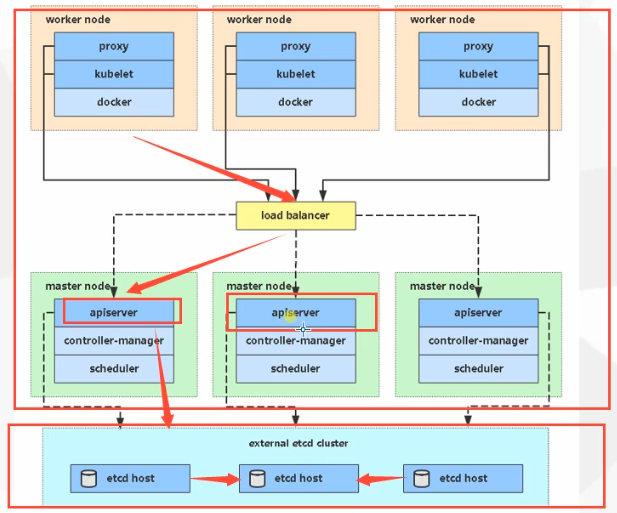 worker node
worker node
worker node
proxy
proxy
proxy
kubelet
kubelet
kubelet
docker
docker
docker
load balancer
master node
master node
master node
apiserver
apiserver
apiserver
controller-manager
controller-manager
controller-manager
scheduler
scheduler
scheduler
external etcd cluster
etcd host
etcd host
etcd host